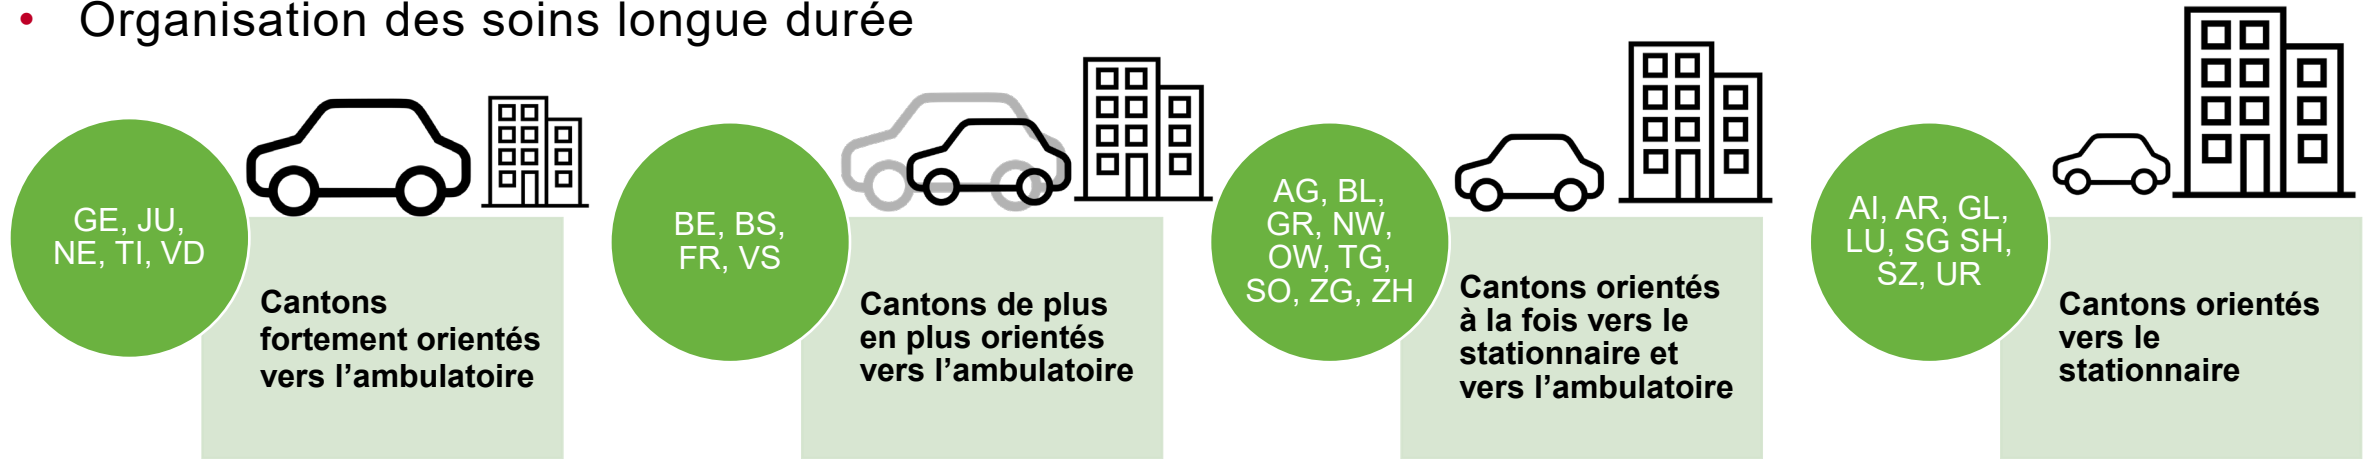 • Organisation des soins longue durée
GE, JU,
NE, TI, VD
Cantons
fortement orientés
vers l’ambulatoire
BE, BS,
FR, VS
Cantons de plus
en plus orientés
vers l’ambulatoire
AG, BL,
GR, NW,
OW, TG,
SO, ZG, ZH
Cantons orientés
à la fois vers le
stationnaire et
vers l’ambulatoire
AI, AR, GL,
LU, SG SH,
SZ, UR
Cantons orientés
vers le
stationnaire